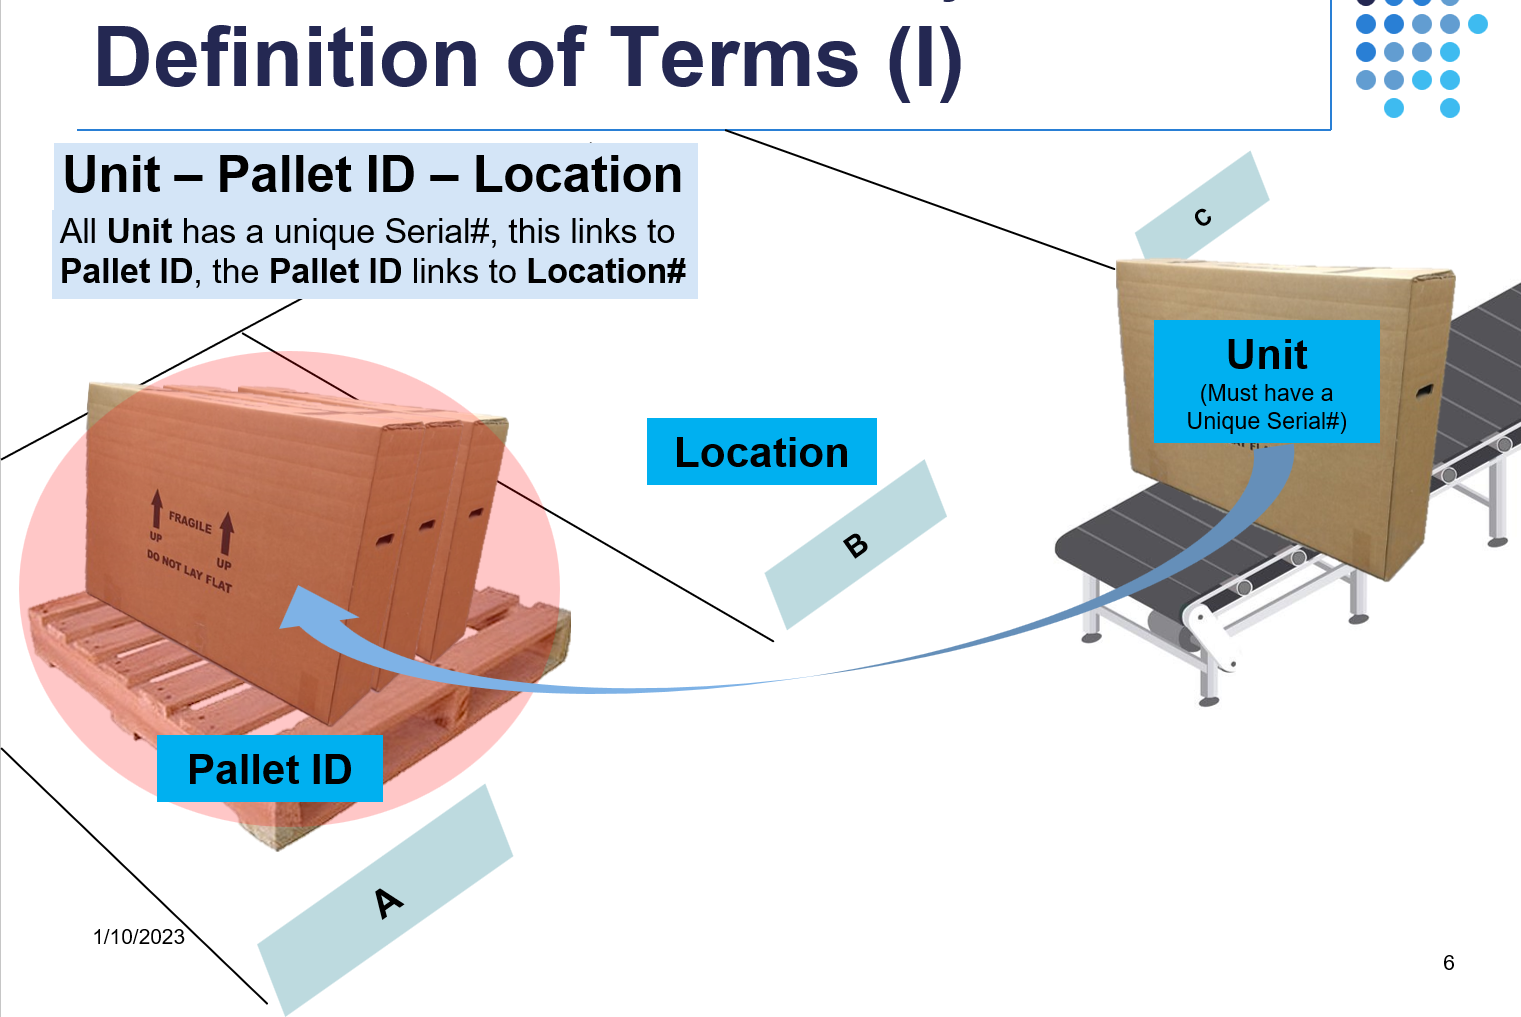 Definition of Terms (I)
Unit – Pallet ID – Location
All Unit has a unique Serial#, this links to
Pallet ID, the Pallet ID links to Location#
C
Unit
(Must have a
Unique Serial#)
Location
B
FRAGILE
UP
UP
DO NOT LAY FLAT
Pallet ID
A
1/10/2023
6